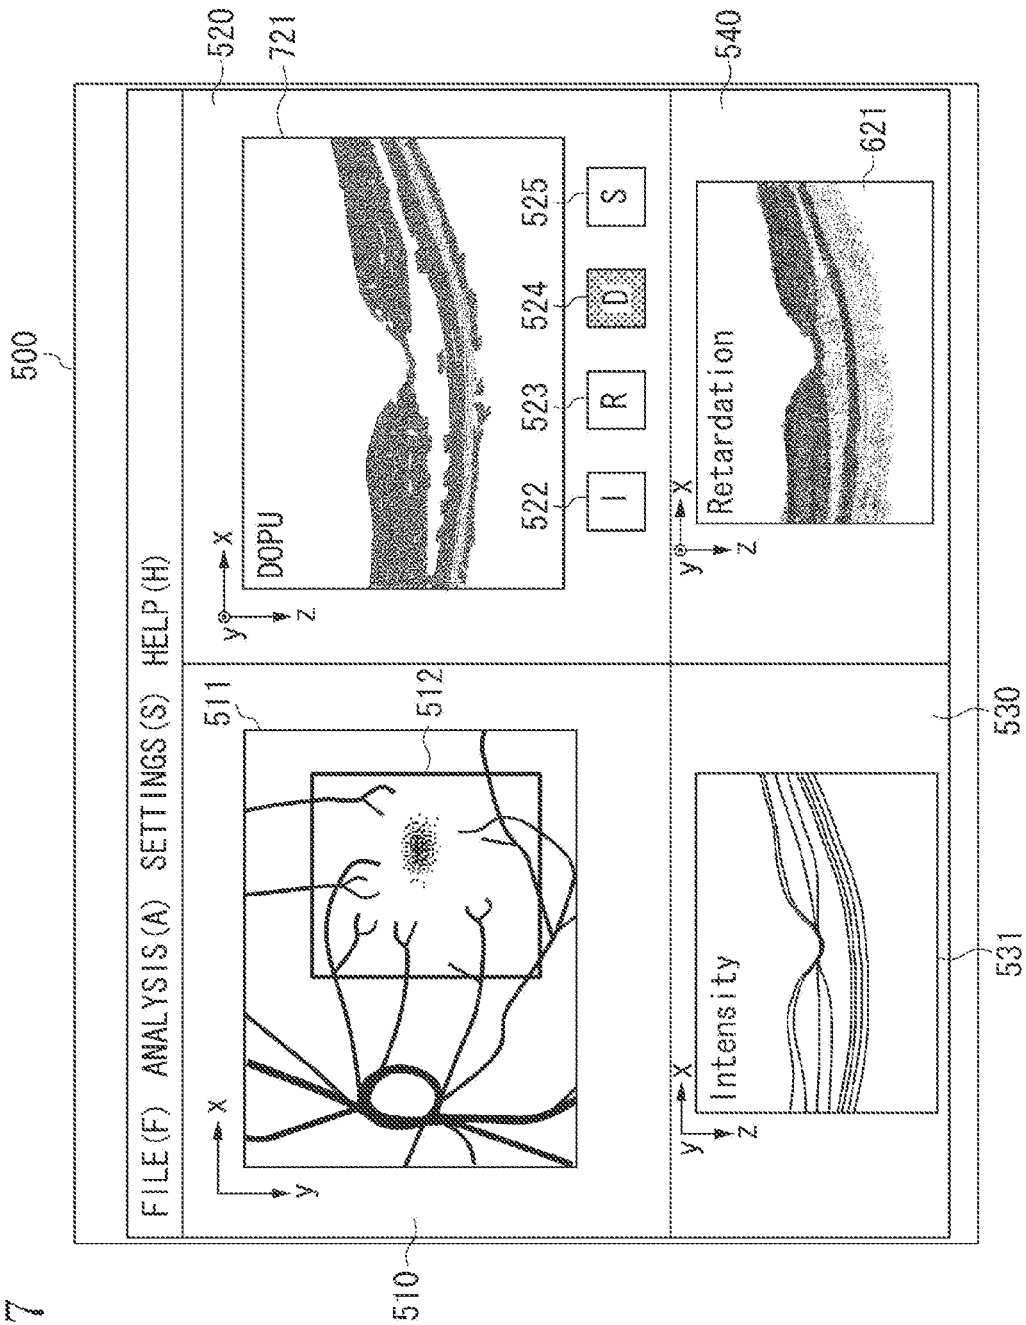 7
500
FILE(F) ANALYSIS(A) SETTINGS(S) HELP(H)
510
x
y
511
512
520
721
x
y
z
DOPU
522 523 524 525
I R D S
x
y
z
Intensity
531
530
540
x
y
z
Retardation
621